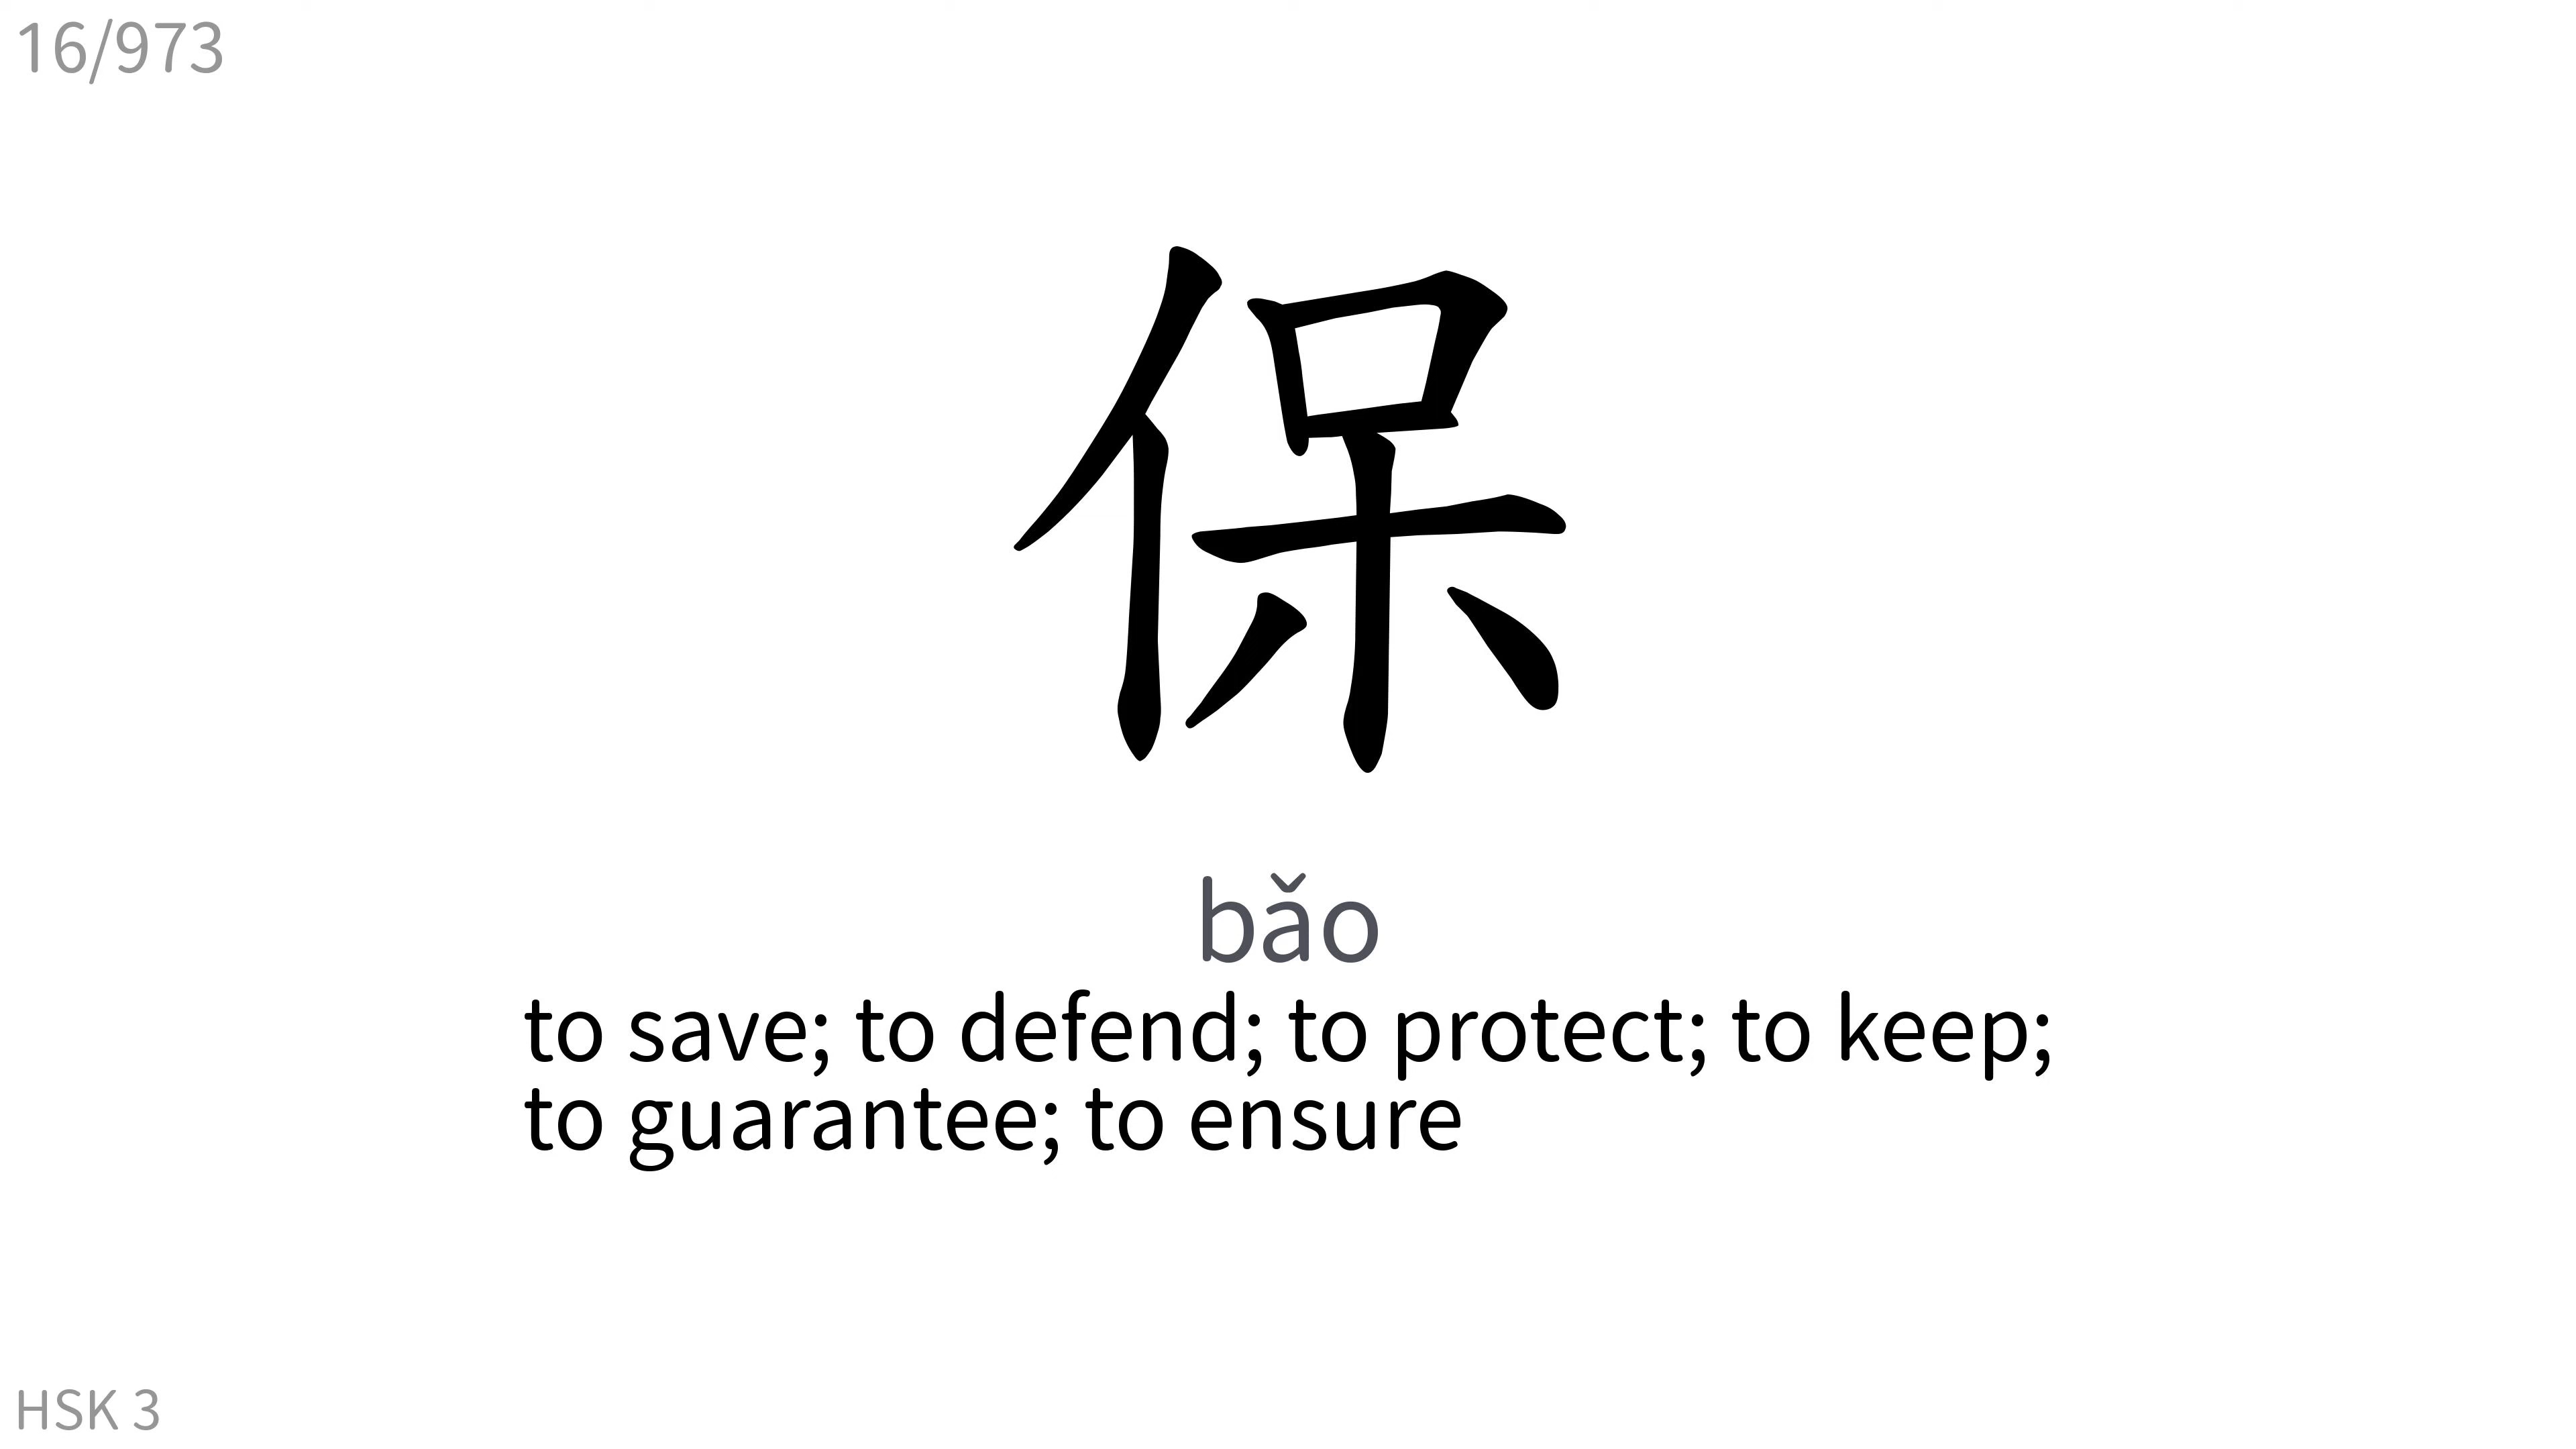 16/973
保
bǎo
to save; to defend; to protect; to keep;
to guarantee; to ensure
HSK 3